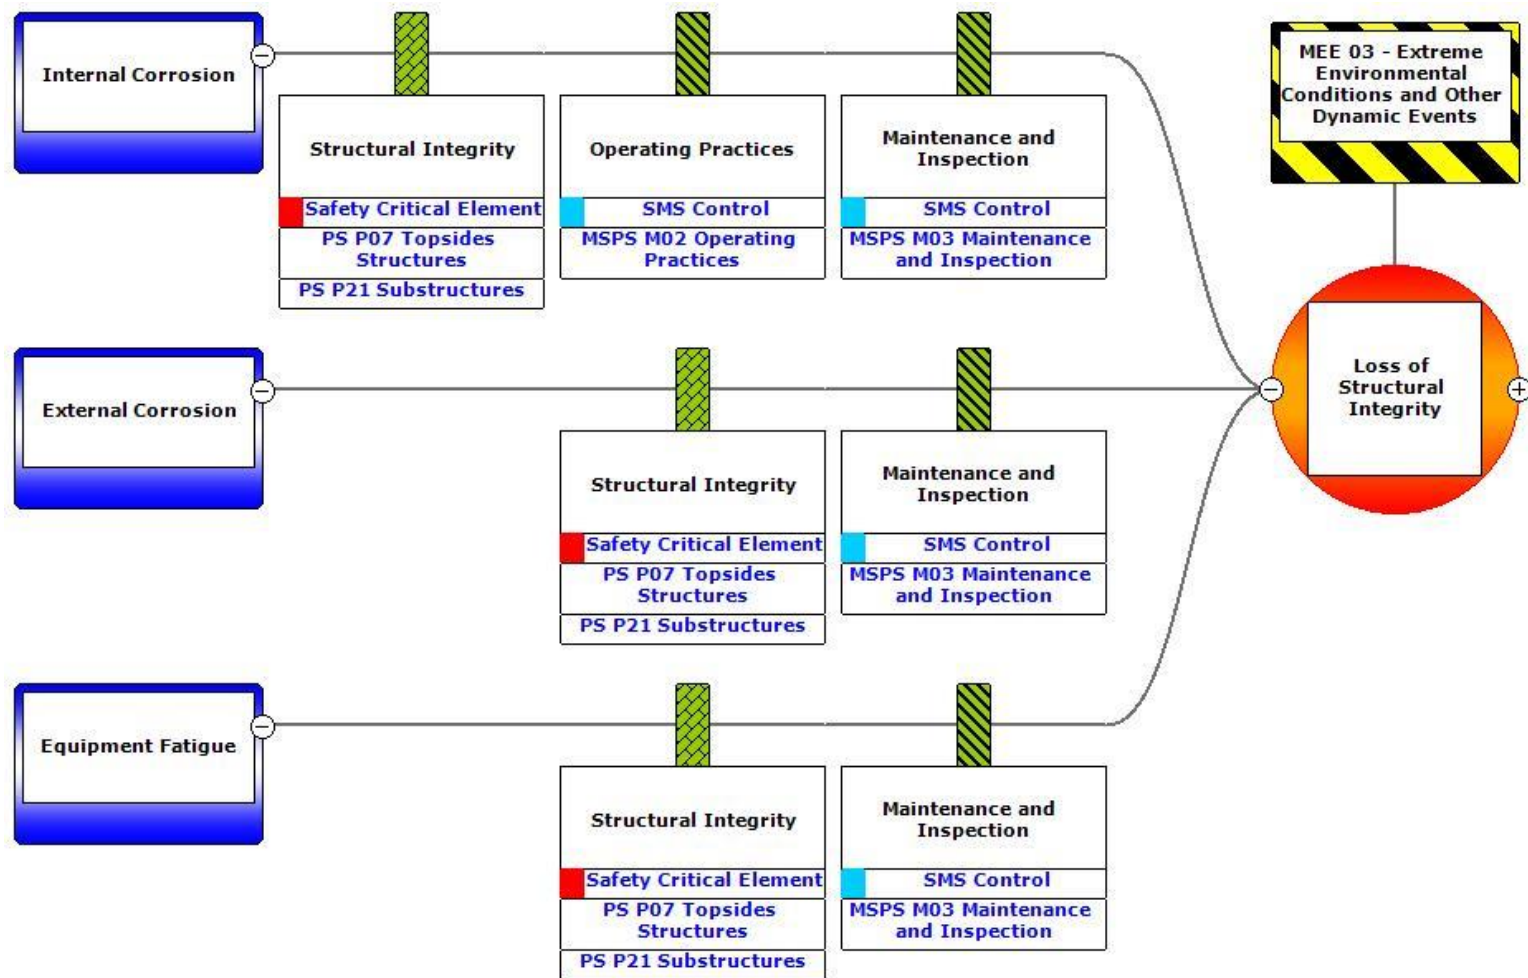 Internal Corrosion
Structural Integrity
Safety Critical Element
PS P07 Topsides
Structures
PS P21 Substructures
Operating Practices
SMS Control
MSPS M02 Operating
Practices
Maintenance and
Inspection
SMS Control
MSPS M03 Maintenance
and Inspection
MEE 03 - Extreme
Environmental
Conditions and Other
Dynamic Events
External Corrosion
Structural Integrity
Safety Critical Element
PS P07 Topsides
Structures
PS P21 Substructures
Maintenance and
Inspection
SMS Control
MSPS M03 Maintenance
and Inspection
Loss of
Structural
Integrity
Equipment Fatigue
Structural Integrity
Safety Critical Element
PS P07 Topsides
Structures
PS P21 Substructures
Maintenance and
Inspection
SMS Control
MSPS M03 Maintenance
and Inspection